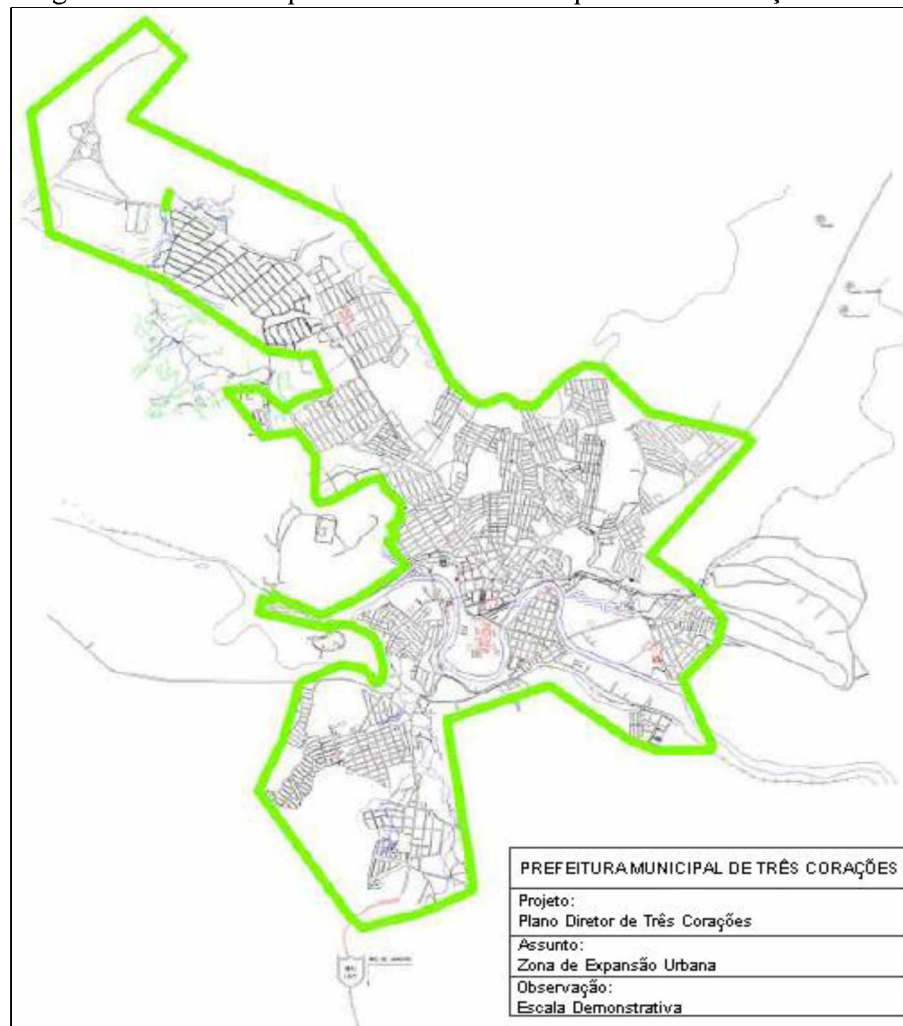 PREFEITURA MUNICIPAL DE TRÊS CORAÇÕES
Projeto:
Plano Diretor de Três Corações
Assunto:
Zona de Expansão Urbana
Observação:
Escala Demonstrativa